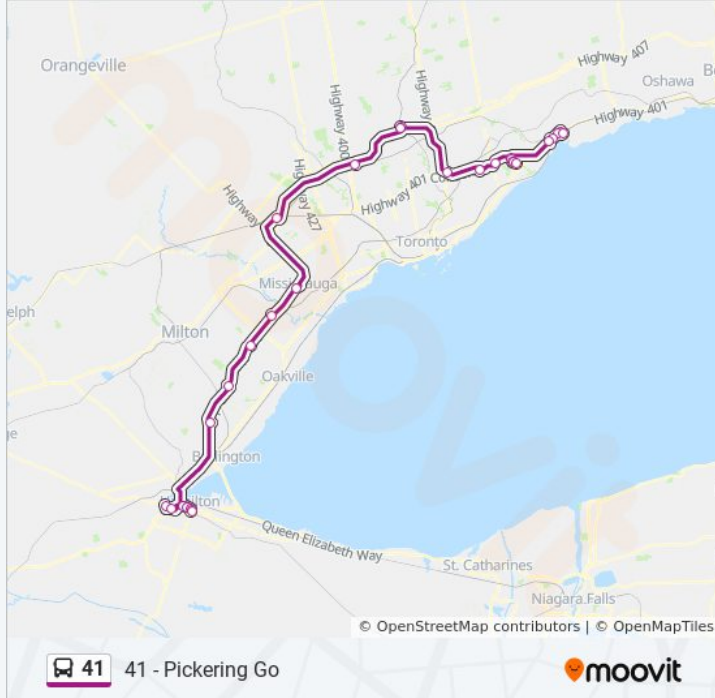 Orangeville
Highway 407
Oshawa
Highway 400
Highway
Highway 401
Highway 401 Co
Highway 427
Highway
Toronto
Mississauga
elph
Milton
Oakville
Burlington
Hamilton
Queen Elizabeth Way
St. Catharines
Niagara Falls
© OpenStreetMap contributors | © OpenMapTiles
41 41 - Pickering Go
moovit